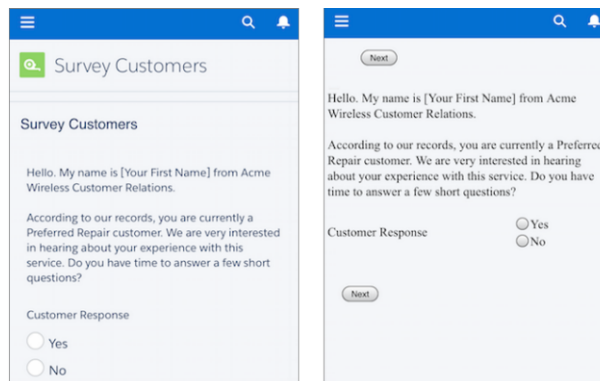 Survey Customers
Survey Customers
Hello. My name is [Your First Name] from Acme
Wireless Customer Relations.
According to our records, you are currently a
Preferred Repair customer. We are very interested
in hearing about your experience with this
service. Do you have time to answer a few short
questions?
Customer Response
Yes
No
Next
Hello. My name is [Your First Name] from Acme
Wireless Customer Relations.
According to our records, you are currently a Preferred
Repair customer. We are very interested in hearing
about your experience with this service. Do you have
time to answer a few short questions?
Customer Response
Yes
No
Next